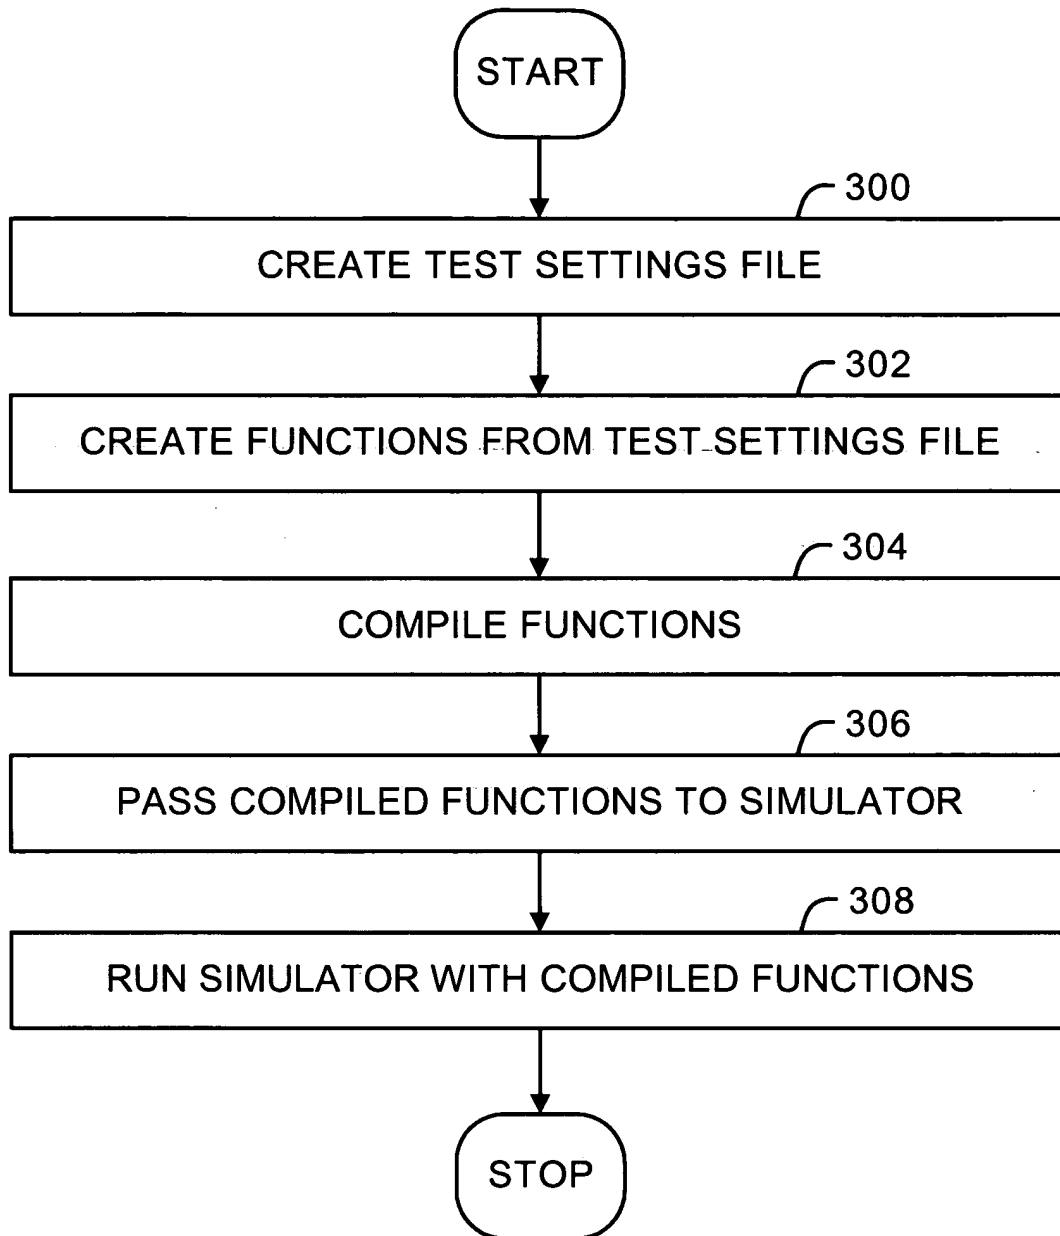 START
300
CREATE TEST SETTINGS FILE
302
CREATE FUNCTIONS FROM TEST SETTINGS FILE
304
COMPILE FUNCTIONS
306
PASS COMPILED FUNCTIONS TO SIMULATOR
308
RUN SIMULATOR WITH COMPILED FUNCTIONS
STOP